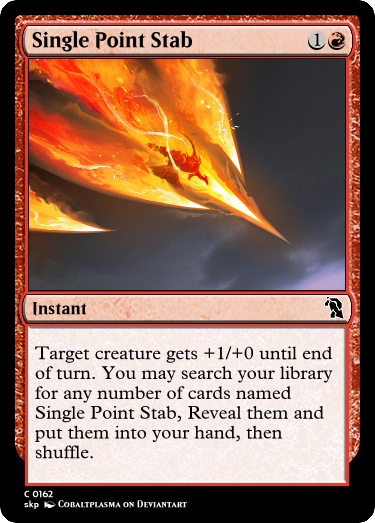 Single Point Stab 1
Instant
Target creature gets +1/+0 until end
of turn. You may search your library
for any number of cards named
Single Point Stab, Reveal them and
put them into your hand, then
shuffle.
C 0162
skp Cobaltplasma on Deviantart